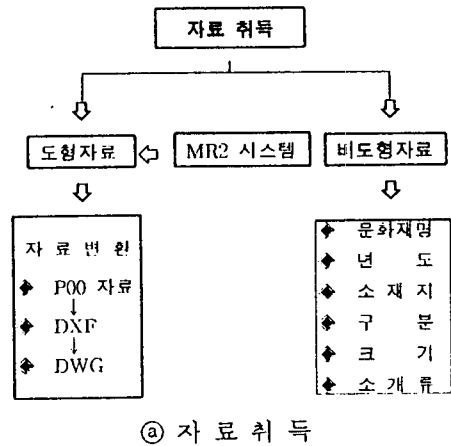 자료 취득
도형자료
MR2 시스템
비도형자료
자 료 변 환
P00 자료
DXF
DWG
문화재명
년 도
소 재 지
구 분
크 기
소 개 류
ⓐ 자 료 취 득